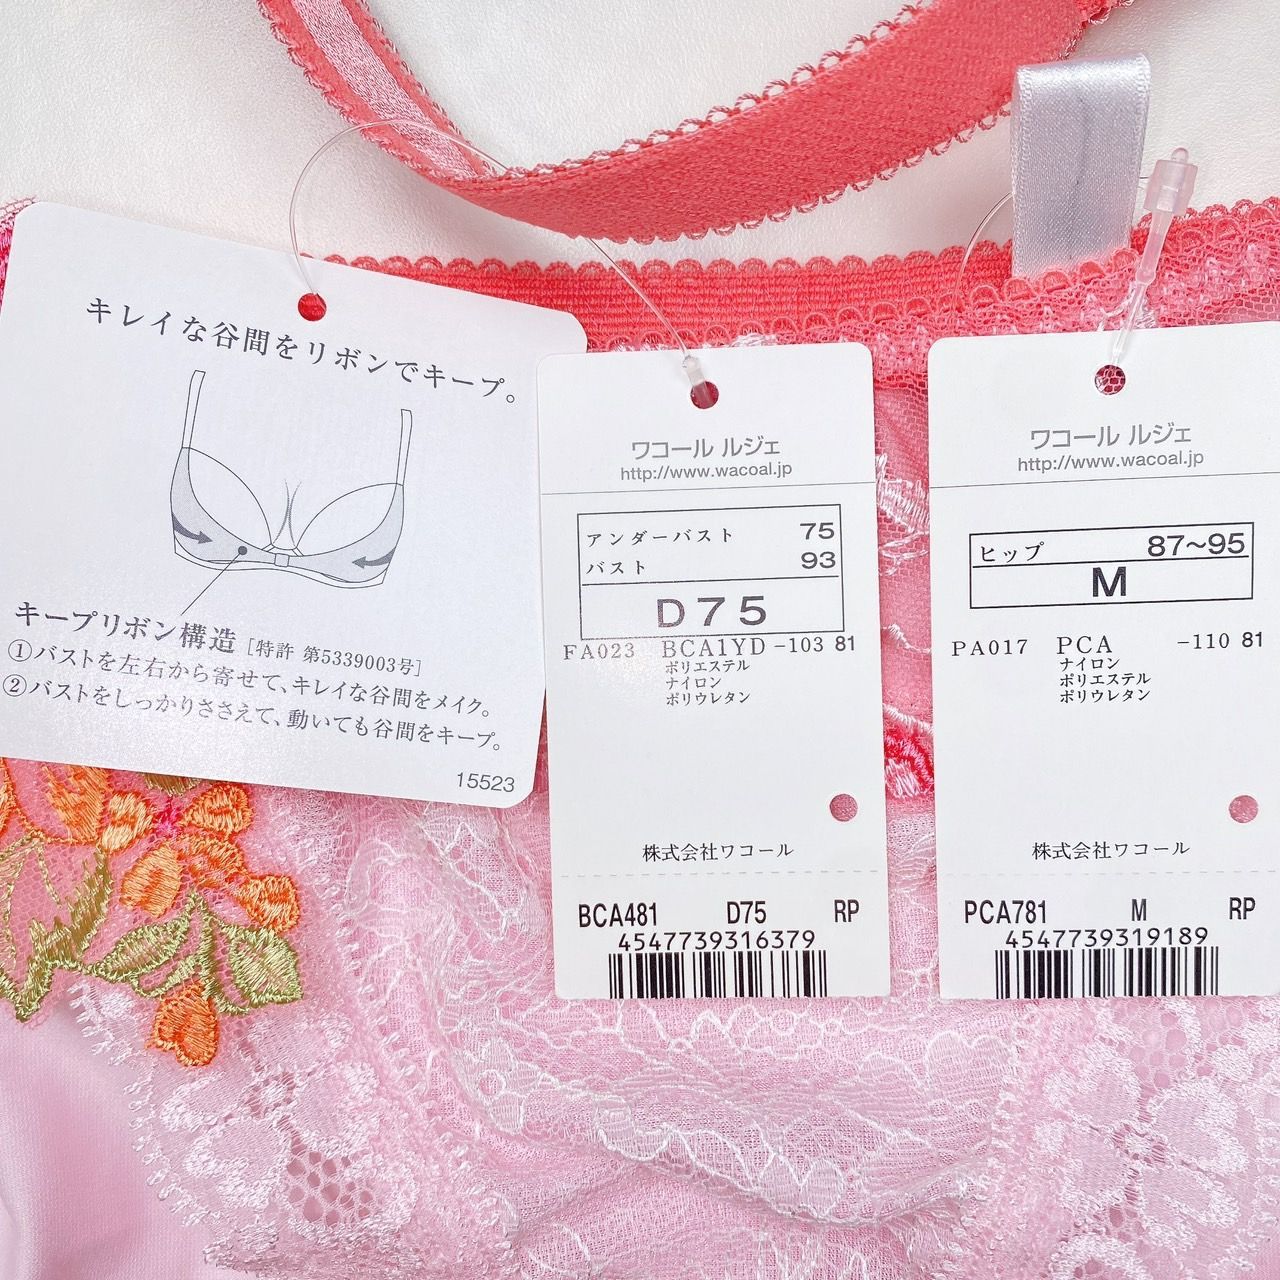 キレイな谷間をリボンでキープ。
キープリボン構造［特許 第5339003号］
①バストを左右から寄せて、キレイな谷間をメイク。
②バストをしっかりささえて、動いても谷間をキープ。
15523
ワコール ルジェ
http://www.wacoal.jp
アンダーバスト 75
バスト 93
D75
FA023 BCA1YD -103 81
ポリエステル
ナイロン
ポリウレタン
株式会社ワコール
BCA481 D75 RP
4547739316379
ワコール ルジェ
http://www.wacoal.jp
ヒップ 87~95
M
PA017 PCA -110 81
ナイロン
ポリエステル
ポリウレタン
株式会社ワコール
PCA781 M RP
4547739319189